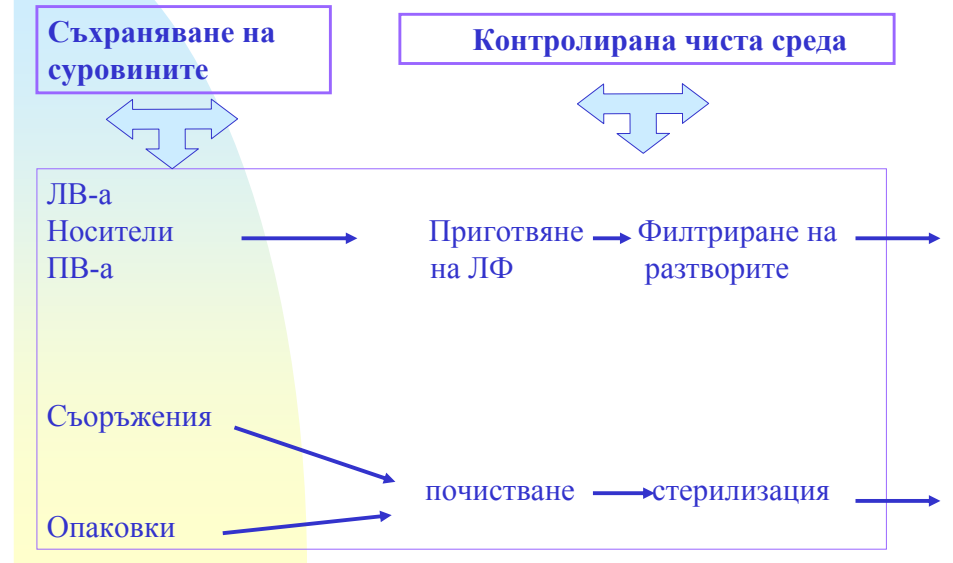 Съхраняване на
суровините
Контролирана чиста среда
ЛВ-а
Носители
ПВ-а
Приготвяне
на ЛФ
Филтриране на
разтворите
Съоръжения
Опаковки
почистване
стерилизация